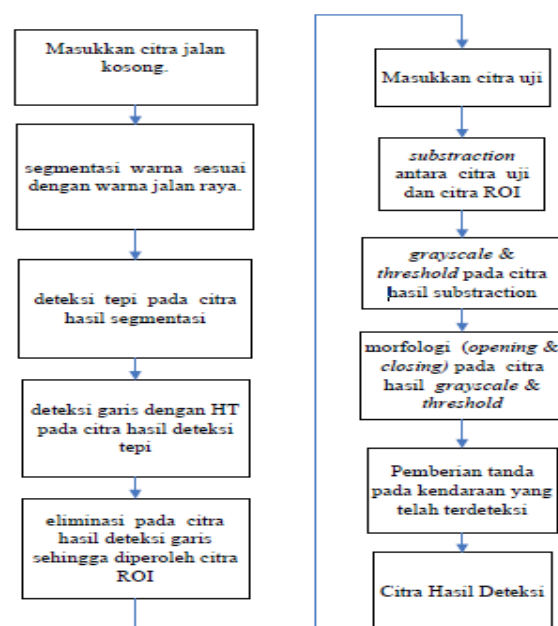 Masukkan citra jalan
kosong.
segmentasi warna sesuai
dengan warna jalan raya.
deteksi tepi pada citra
hasil segmentasi
deteksi garis dengan HT
pada citra hasil deteksi
tepi
eliminasi pada citra
hasil deteksi garis
sehingga diperoleh citra
ROI
Masukkan citra uji
substraction
antara citra uji
dan citra ROI
grayscale &
threshold pada citra
hasil substraction
morfologi (opening &
closing) pada citra
hasil grayscale &
threshold
Pemberian tanda
pada kendaraan yang
telah terdeteksi
Citra Hasil Deteksi